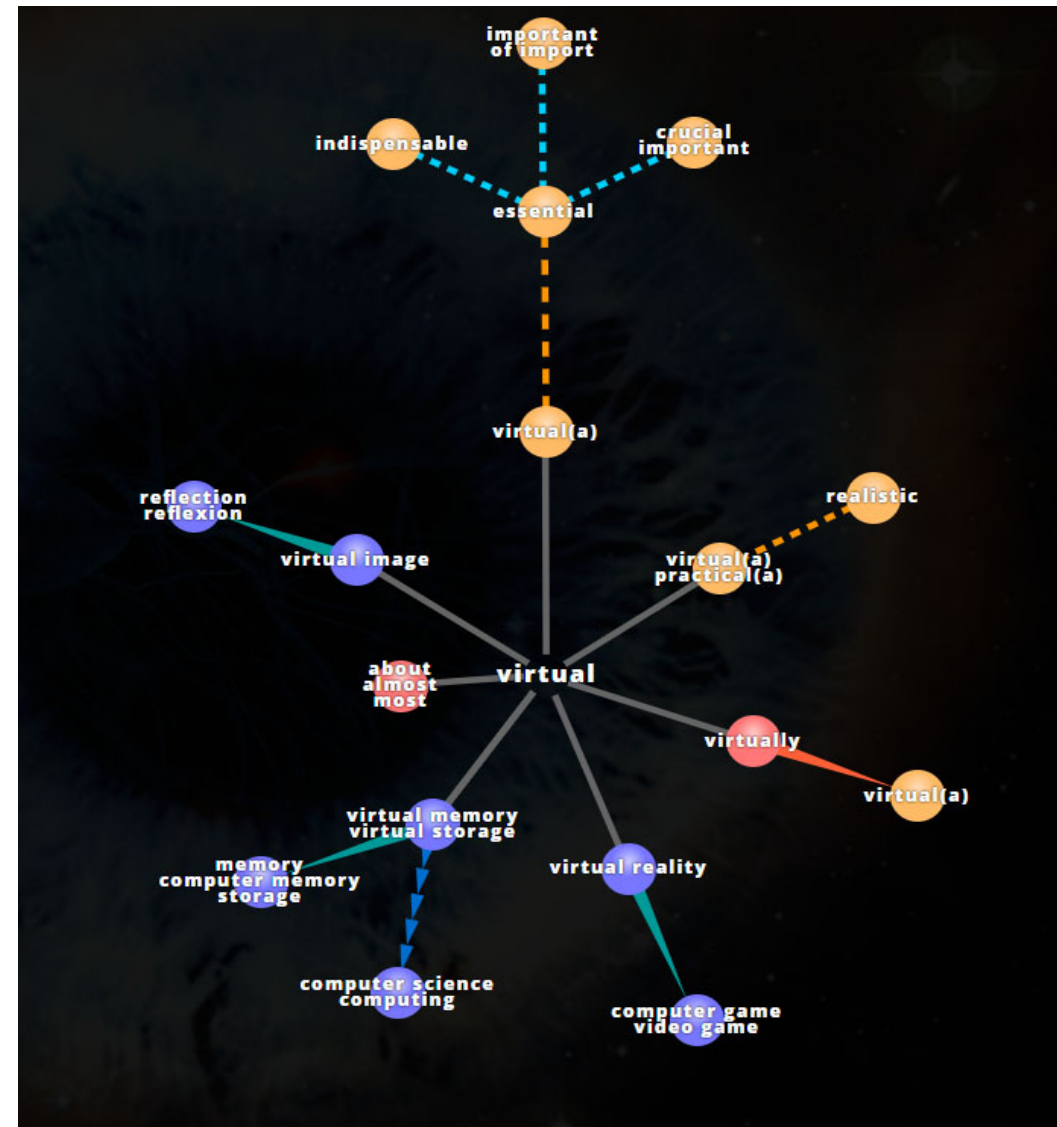 important
of import
indispensable
crucial
important
essential
virtual(a)
reflection
reflexion
realistic
virtual image
virtual(a)
practical(a)
about
almost
most
virtual
virtually
virtual(a)
virtual memory
virtual storage
memory
computer memory
storage
virtual reality
computer science
computing
computer game
video game